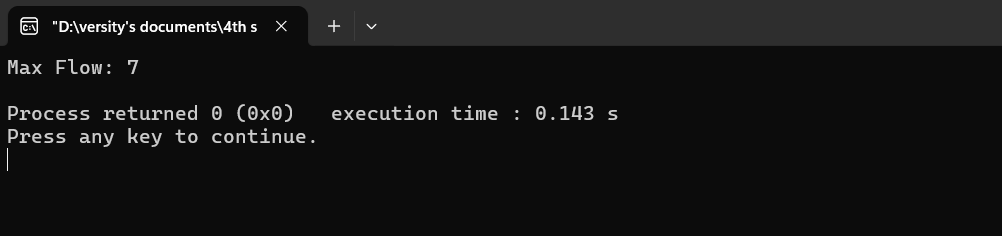 "D:\versity's documents\4th s
Max Flow: 7
Process returned 0 (0x0)   execution time : 0.143 s
Press any key to continue.